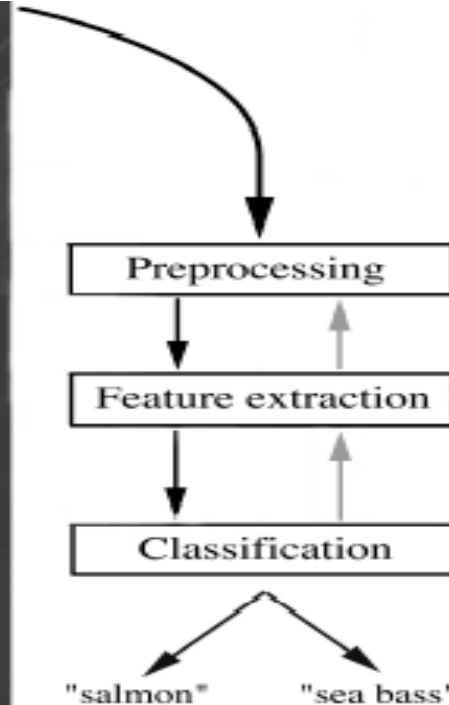 Preprocessing
Feature extraction
Classification
"salmon" "sea bass"